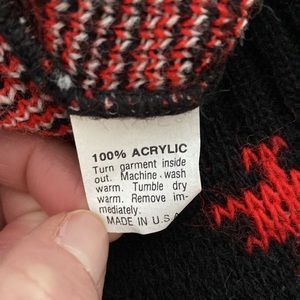 100% ACRYLIC
Turn garment inside
out. Machine wash
warm. Tumble dry
warm. Remove im-
mediately.
MADE IN U.S.A